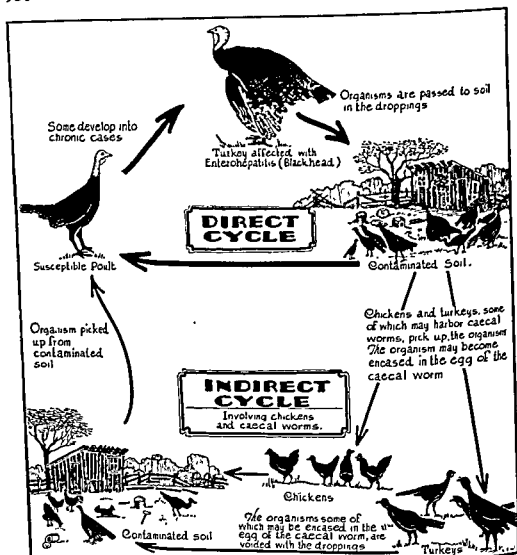 Organisms are passed to soil
in the droppings
Some develop into
chronic cases
Turkey affected with
Enterohepatitis (Blackhead)
DIRECT
CYCLE
Susceptible Poult
Contaminated Soil.
Chickens and turkeys, some
of which may harbor caecal
worms, pick up, the organism
The organism may become
encased in the egg of the
caecal worm
Organism picked
up from
contaminated
soil
INDIRECT
CYCLE
Involving chickens
and caecal worms.
Chickens
The organisms some of
which may be encased in the
egg of the caecal worm, are
voided with the droppings
Contaminated soil
Turkeys